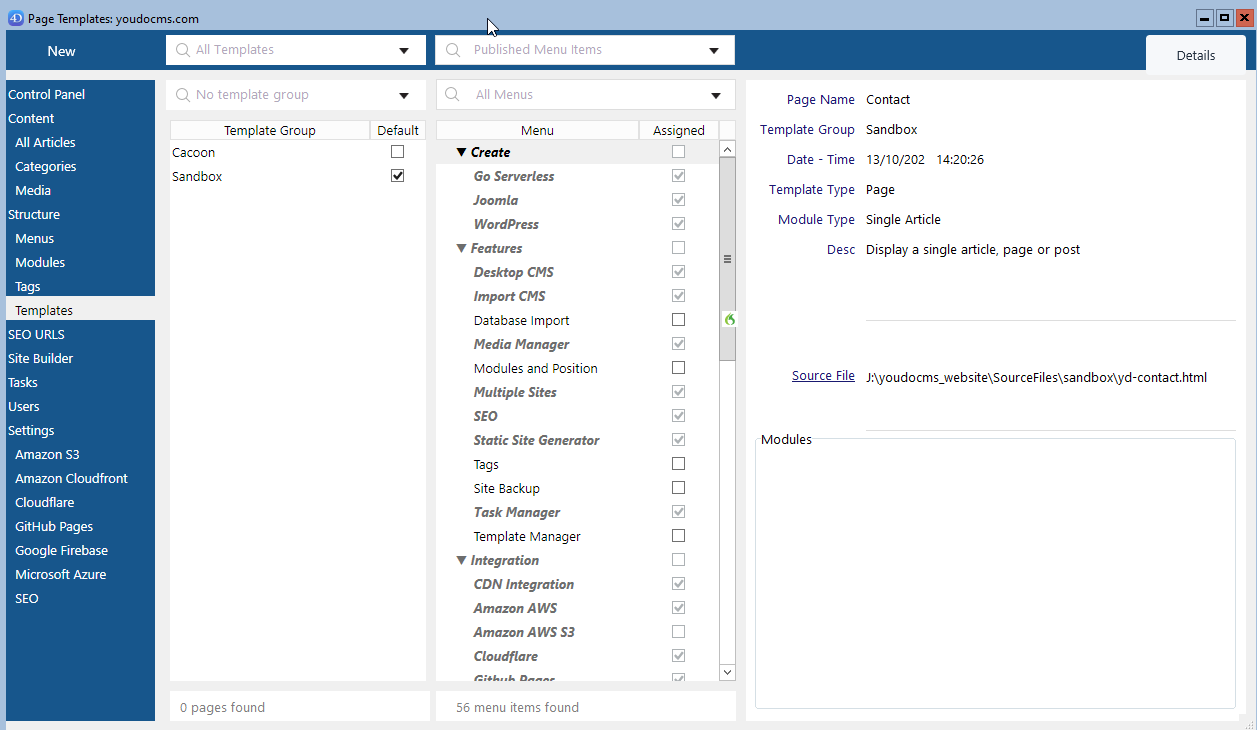 Page Templates: youdocms.com
New
All Templates
Published Menu Items
Details
Control Panel
Content
All Articles
Categories
Media
Structure
Menus
Modules
Tags
Templates
SEO URLS
Site Builder
Tasks
Users
Settings
Amazon S3
Amazon Cloudfront
Cloudflare
GitHub Pages
Google Firebase
Microsoft Azure
SEO
No template group
Template Group Default
Cacoon
Sandbox
0 pages found
All Menus
Menu Assigned
Create
Go Serverless
Joomla
WordPress
Features
Desktop CMS
Import CMS
Database Import
Media Manager
Modules and Position
Multiple Sites
SEO
Static Site Generator
Tags
Site Backup
Task Manager
Template Manager
Integration
CDN Integration
Amazon AWS
Amazon AWS S3
Cloudflare
Github Pages
56 menu items found
Page Name Contact
Template Group Sandbox
Date - Time 13/10/202 14:20:26
Template Type Page
Module Type Single Article
Desc Display a single article, page or post
Source File J:\youdocms_website\SourceFiles\sandbox\yd-contact.html
Modules